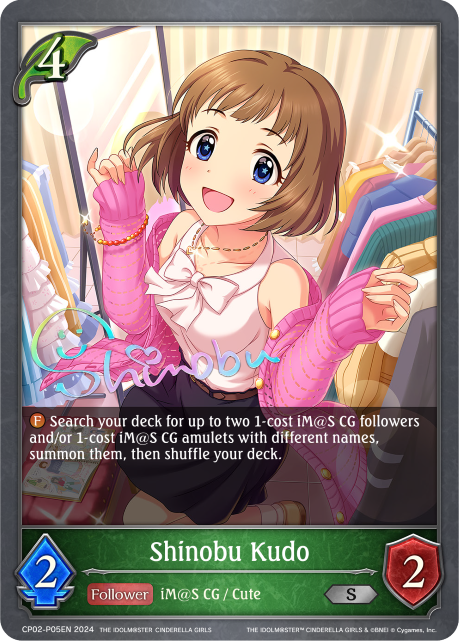 4
Shinobu
F Search your deck for up to two 1-cost iM@S CG followers
and/or 1-cost iM@S CG amulets with different names,
summon them, then shuffle your deck.
Shinobu Kudo
2
Follower iM@S CG / Cute
S
2
CP02-P05EN 2024 THE IDOLM@STER CINDERELLA GIRLS THE IDOLM@STER™ CINDERELLA GIRLS & ©BNEI © Cygames, Inc.